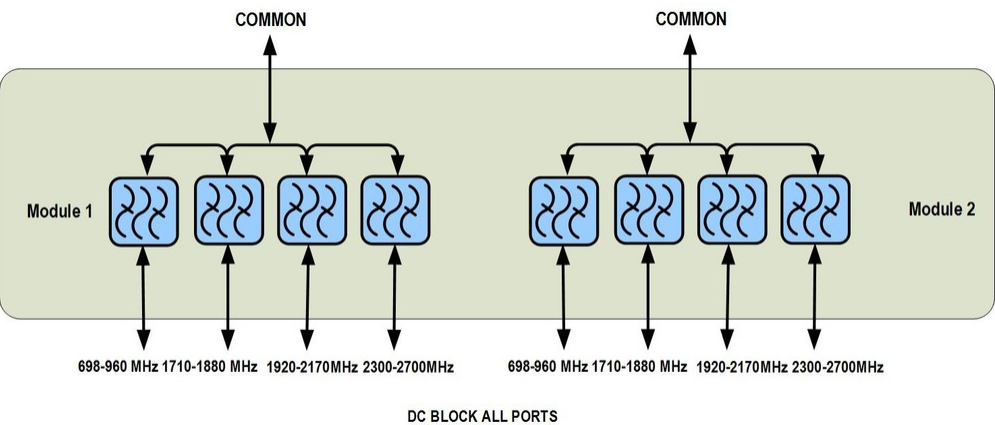 COMMON COMMON
Module 1 Module 2
698-960 MHz 1710-1880 MHz 1920-2170MHz 2300-2700MHz 698-960 MHz 1710-1880 MHz 1920-2170MHz 2300-2700MHz
DC BLOCK ALL PORTS